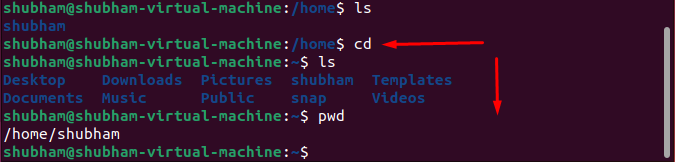 shubham@shubham-virtual-machine:/home$ ls
shubham
shubham@shubham-virtual-machine:/home$ cd
shubham@shubham-virtual-machine:~$ ls
Desktop Downloads Pictures shubham Templates
Documents Music Public snap Videos
shubham@shubham-virtual-machine:~$ pwd
/home/shubham
shubham@shubham-virtual-machine:~$